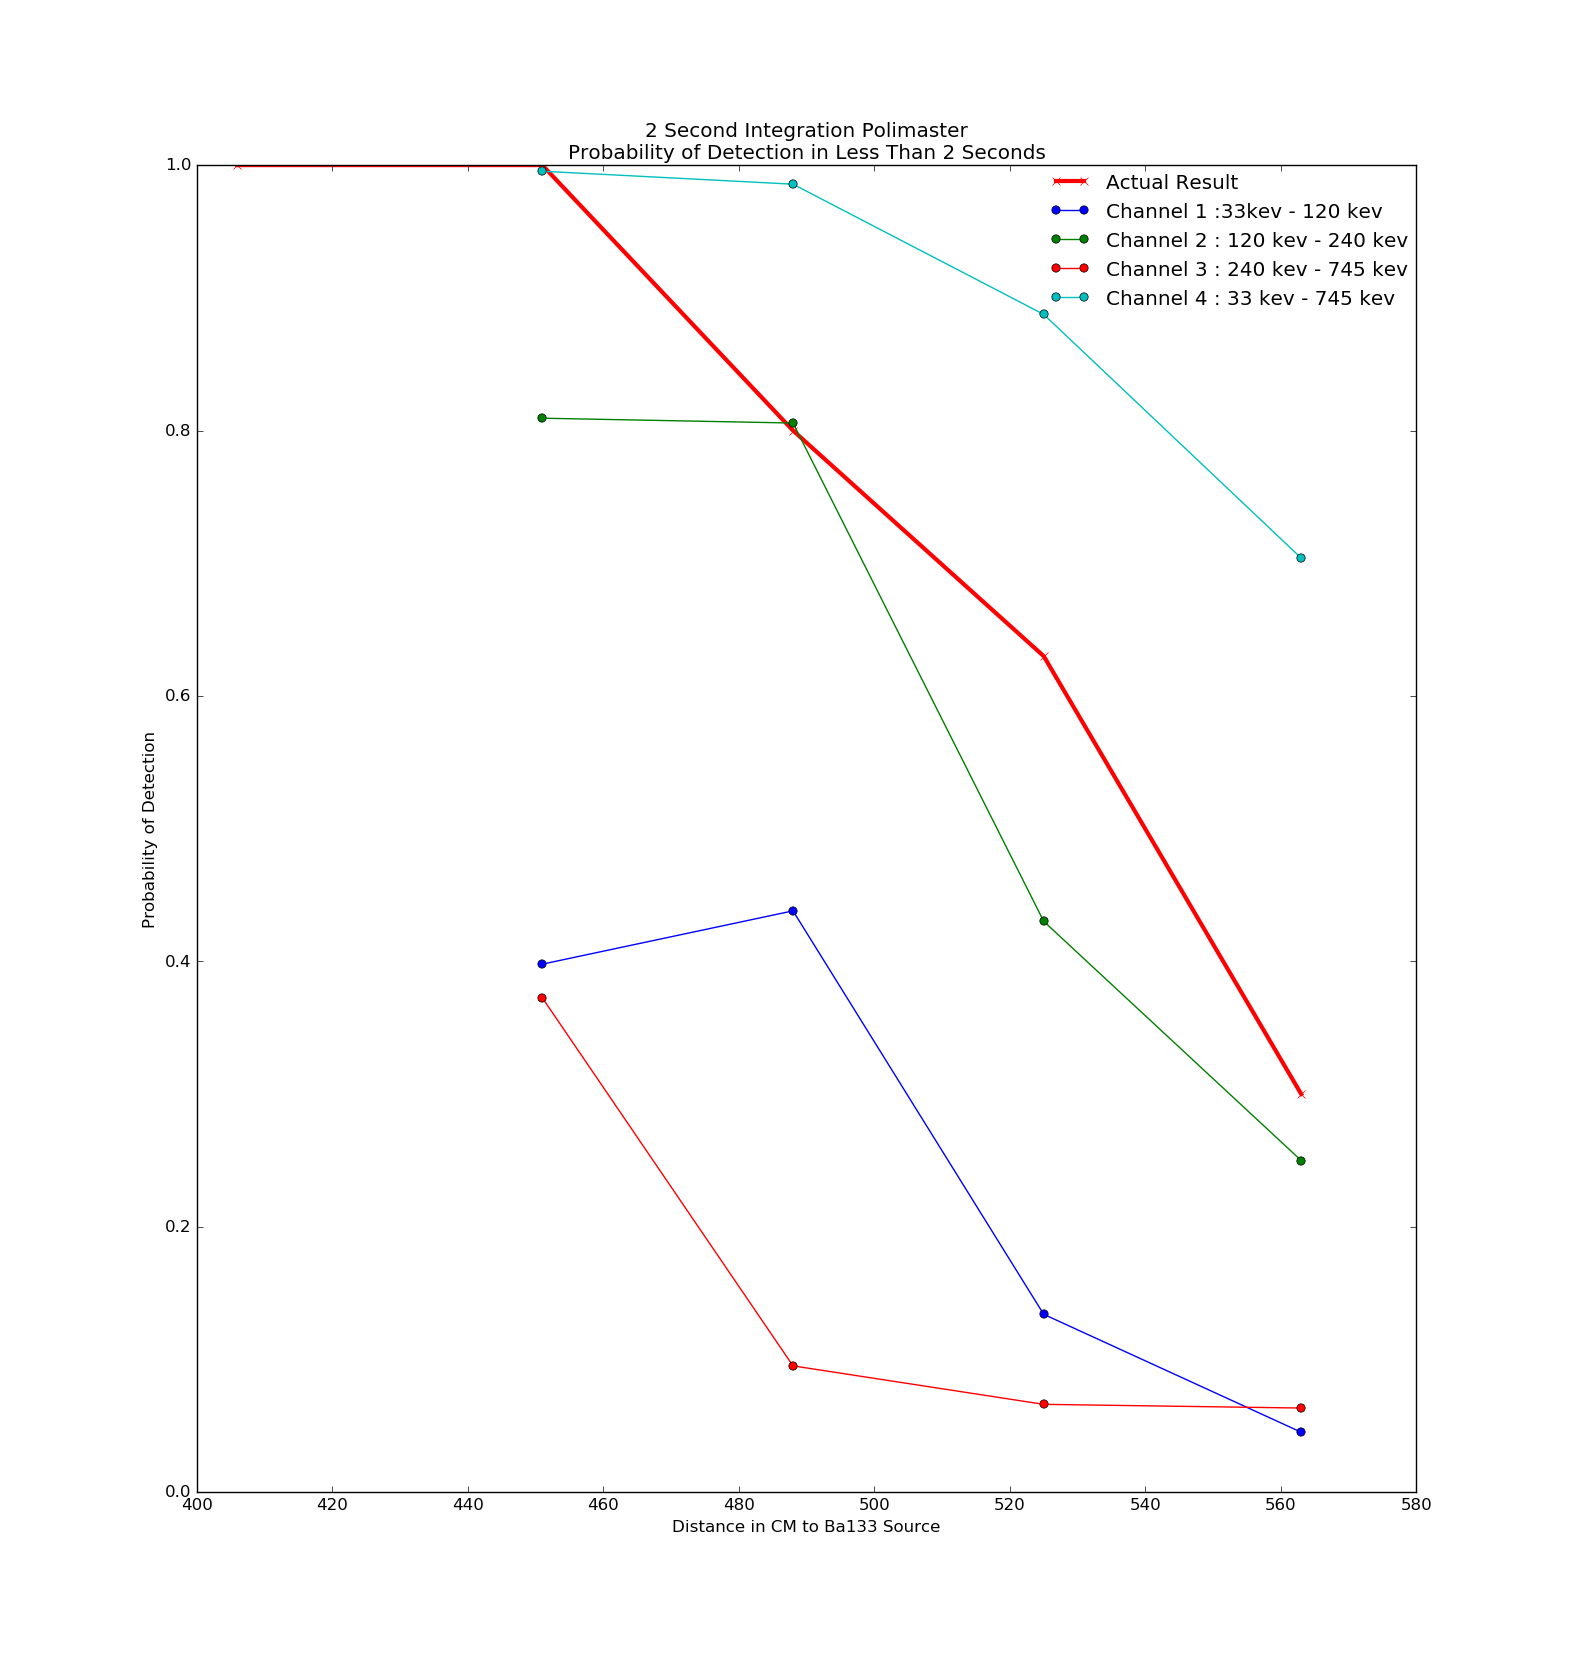 2 Second Integration Polimaster
Probability of Detection in Less Than 2 Seconds
Actual Result
Channel 1 :33kev - 120 kev
Channel 2 : 120 kev - 240 kev
Channel 3 : 240 kev - 745 kev
Channel 4 : 33 kev - 745 kev
Probability of Detection
1.0
0.8
0.6
0.4
0.2
0.0
400 420 440 460 480 500 520 540 560 580
Distance in CM to Ba133 Source